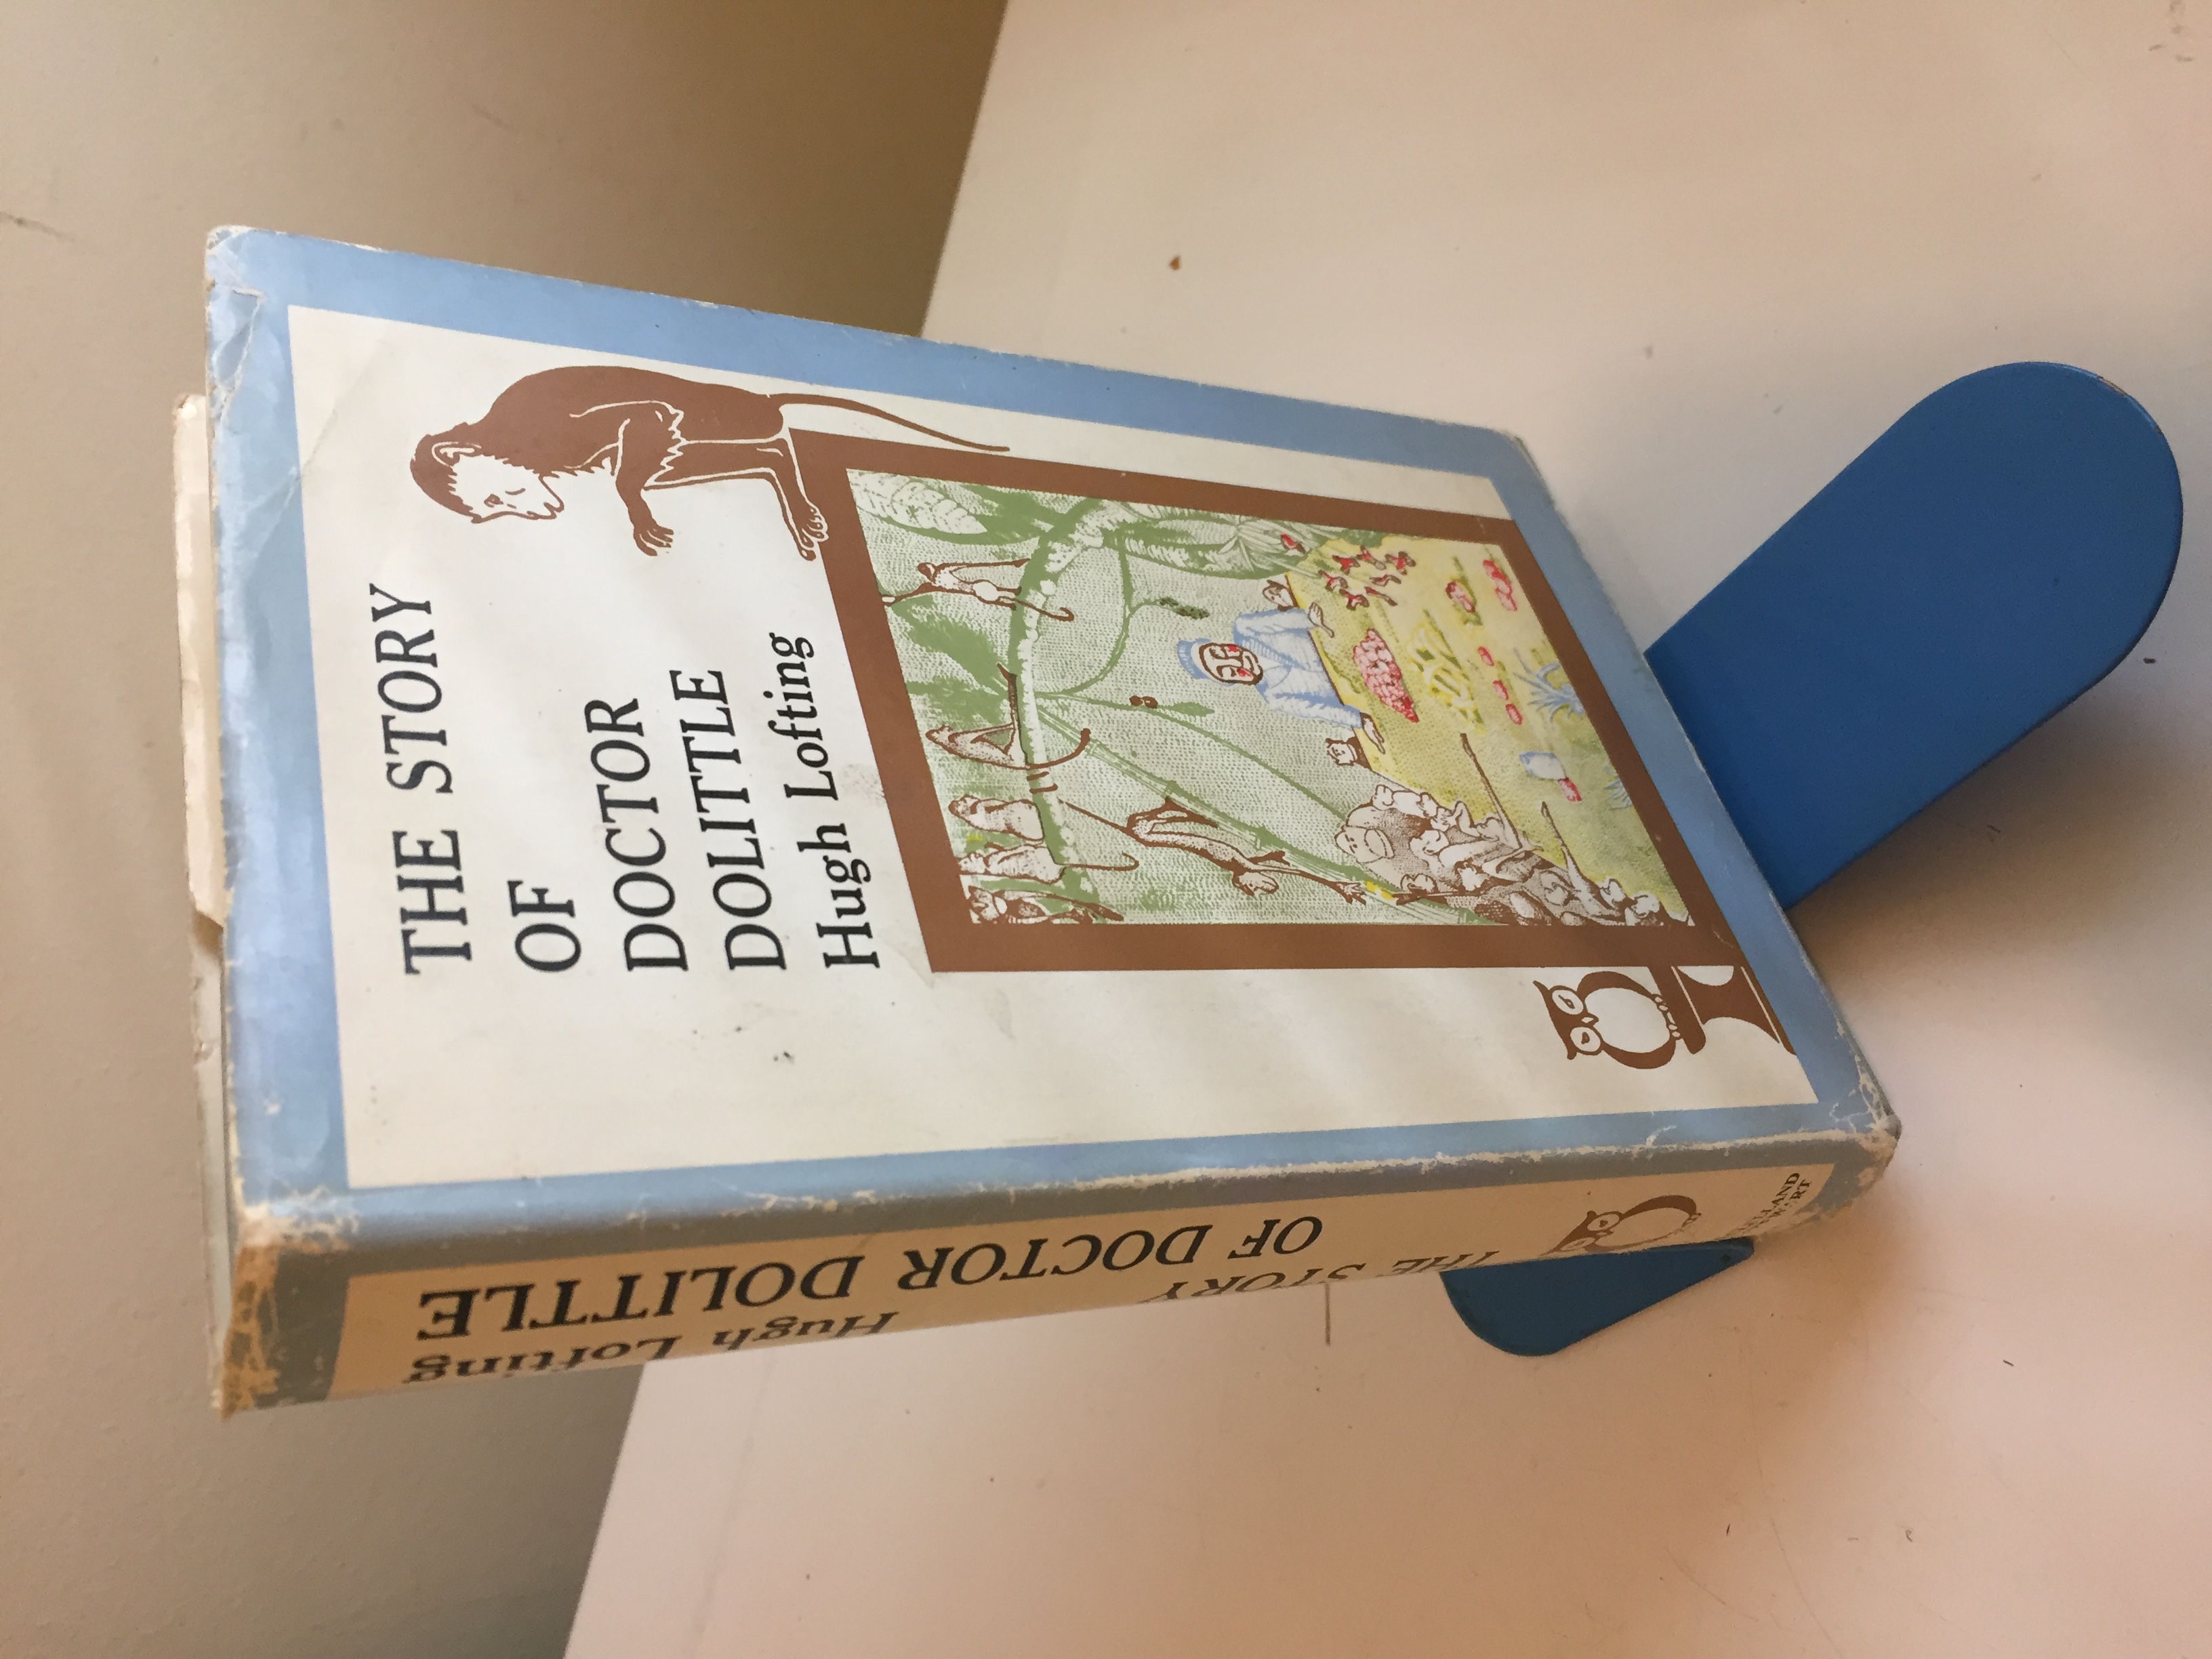 THE STORY
OF
DOCTOR
DOLITTLE
Hugh Lofting
THE STORY
OF DOCTOR DOLITTLE
Hugh Lofting